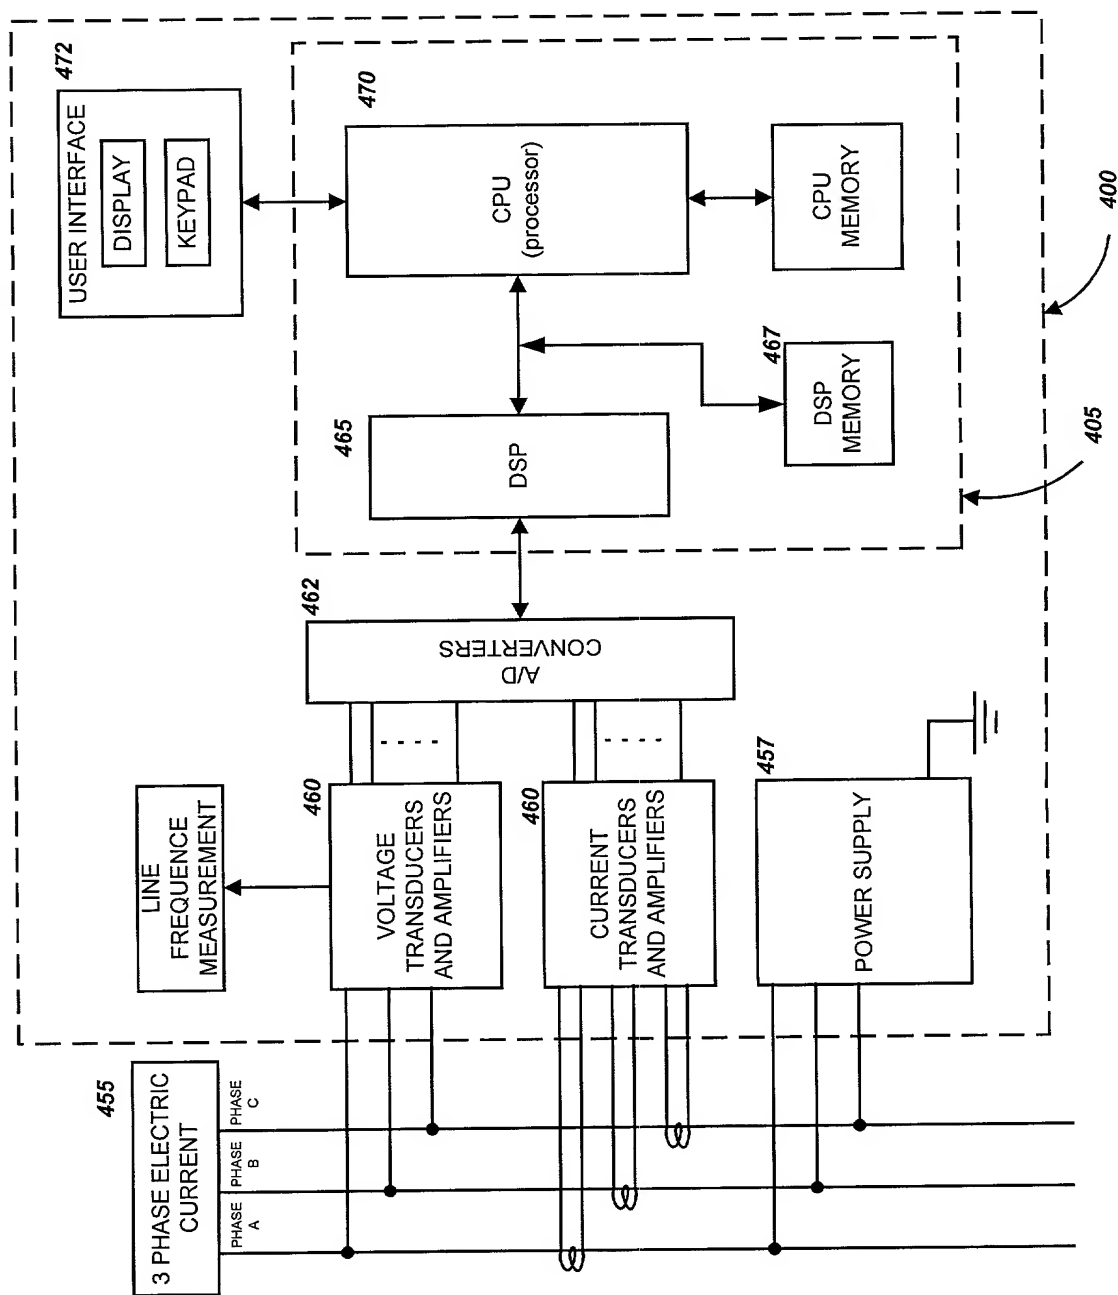 3 PHASE ELECTRIC
CURRENT
455
PHASE
A
PHASE
B
PHASE
C
LINE
FREQUENCE
MEASUREMENT
VOLTAGE
TRANSDUCERS
AND AMPLIFIERS
460
CURRENT
TRANSDUCERS
AND AMPLIFIERS
460
POWER SUPPLY
457
A/D
CONVERTERS
462
DSP
465
DSP
MEMORY
467
CPU
(processor)
470
CPU
MEMORY
USER INTERFACE
472
DISPLAY
KEYPAD
405
400